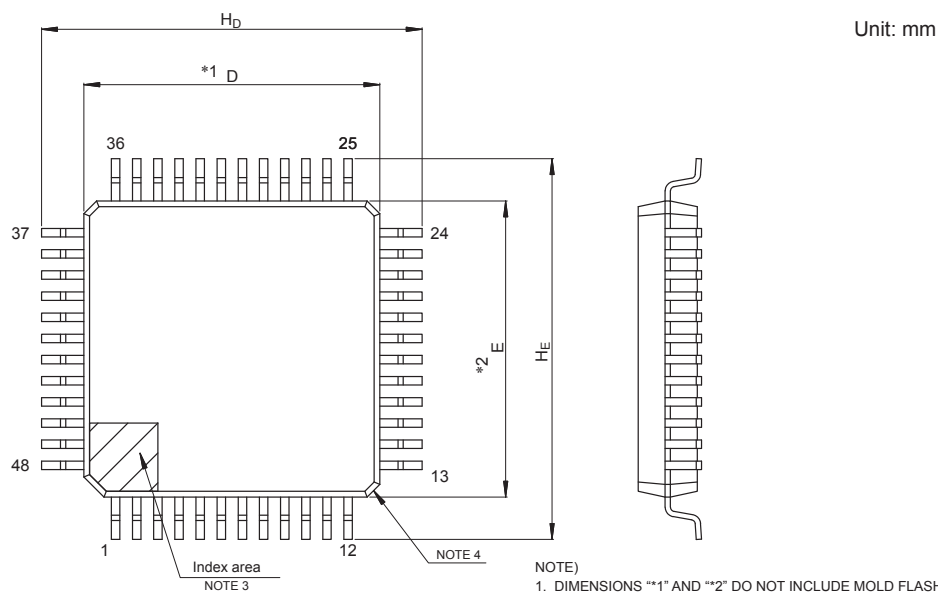 HD
Unit: mm
*1 D
36
25
37
24
*2 E
HE
48
13
1
12
Index area
NOTE 3
NOTE 4
NOTE)
1. DIMENSIONS “*1” AND “*2” DO NOT INCLUDE MOLD FLASH